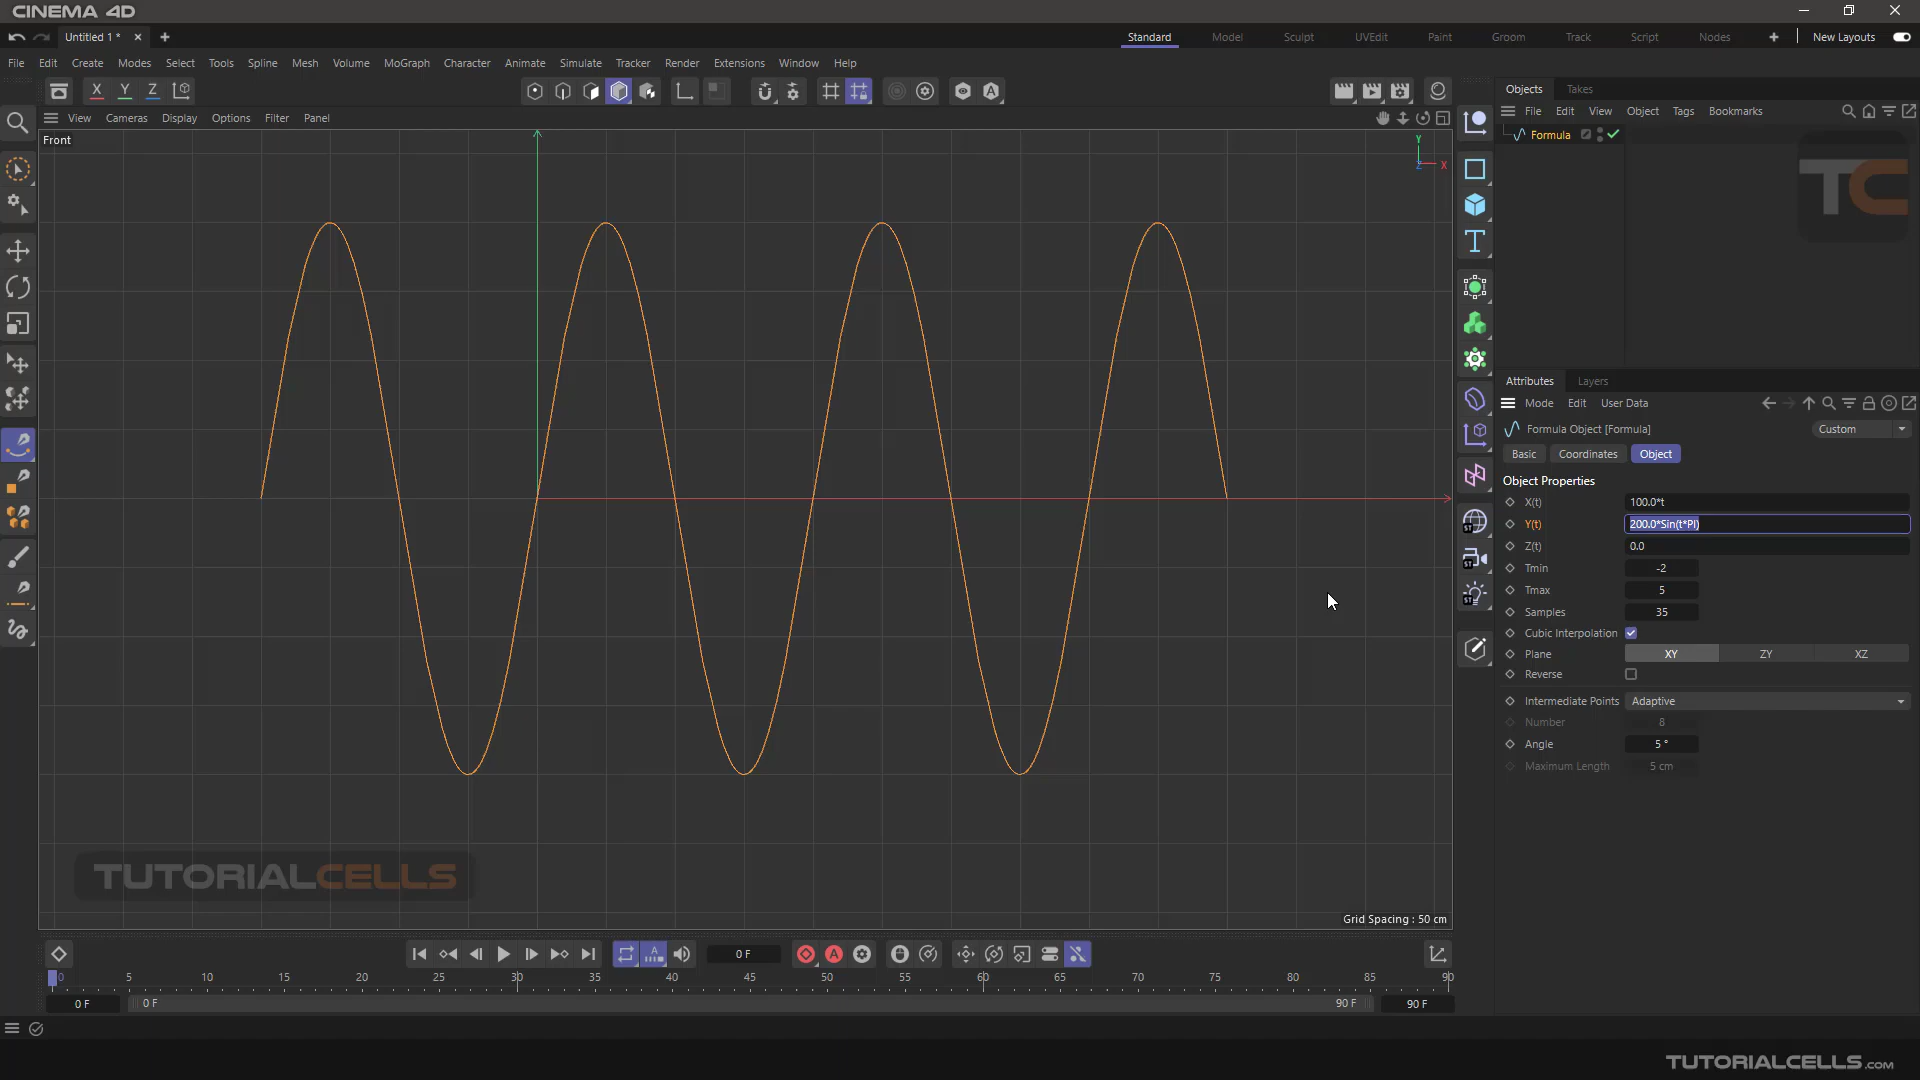 CINEMA 4D
Untitled 1 *
Standard
Model
Sculpt
UVEdit
Paint
Groom
Track
Script
Nodes
New Layouts
File
Edit
Create
Modes
Select
Tools
Spline
Mesh
Volume
MoGraph
Character
Animate
Simulate
Tracker
Render
Extensions
Window
Help
X
Y
Z
View
Cameras
Display
Options
Filter
Panel
Front
Y
X
Z
Objects
Takes
File
Edit
View
Object
Tags
Bookmarks
Formula
TC
Attributes
Layers
Mode
Edit
User Data
Formula Object [Formula]
Custom
Basic
Coordinates
Object
Object Properties
X(t) 100.0*t
Y(t) 200.0*Sin(t*PI)
Z(t) 0.0
Tmin -2
Tmax 5
Samples 35
Cubic Interpolation
Plane XY ZY XZ
Reverse
Intermediate Points Adaptive
Number 8
Angle 5 °
Maximum Length 5 cm
TUTORIALCELLS
Grid Spacing : 50 cm
0 F
0 5 10 15 20 25 30 35 40 45 50 55 60 65 70 75 80 85 90
0 F
0 F
90 F
90 F
TUTORIALCELLS.COM